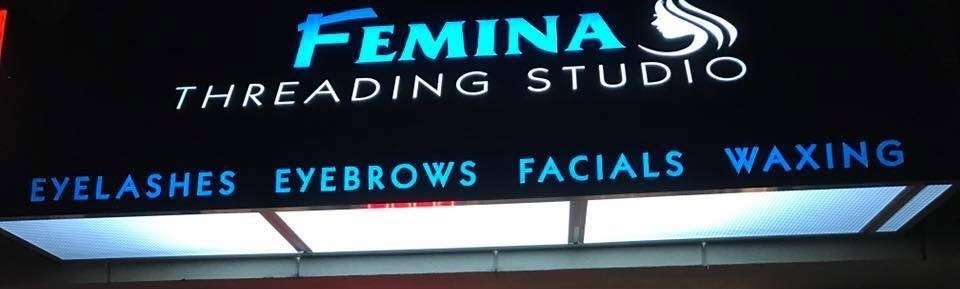 FEMINA
THREADING STUDIO
EYELASHES EYEBROWS FACIALS WAXING